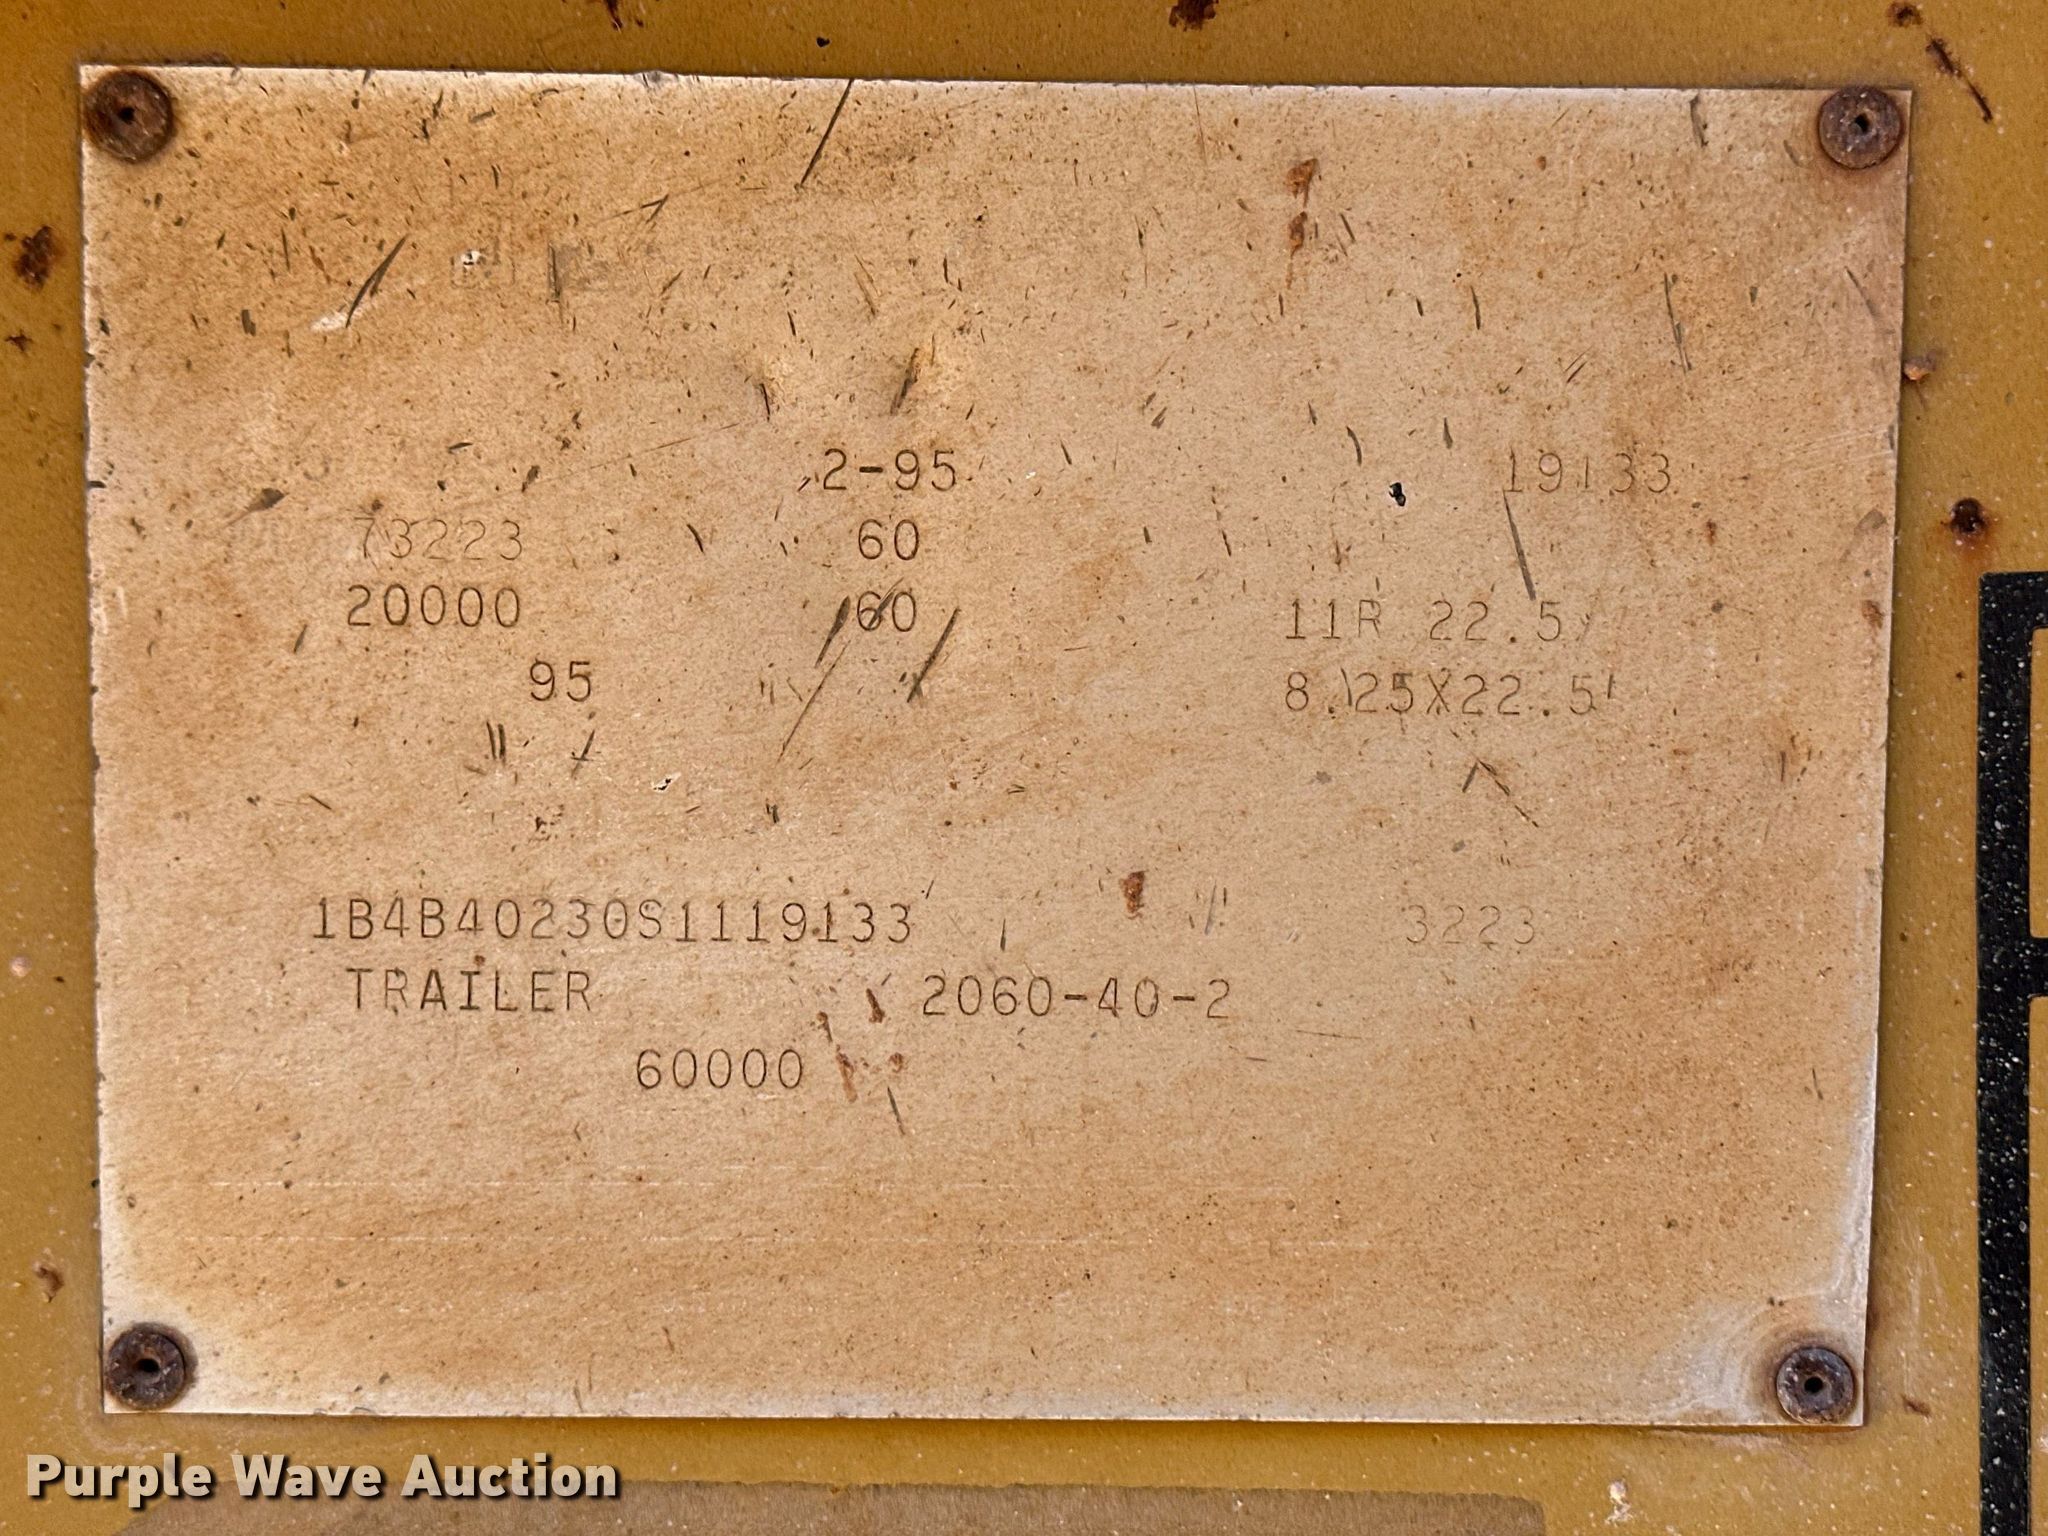 2-95 19133
73223 60
20000 60 11R 22.5
95 8.25X22.5
1B4B40230S1119133 3223
TRAILER 2060-40-2
60000
Purple Wave Auction